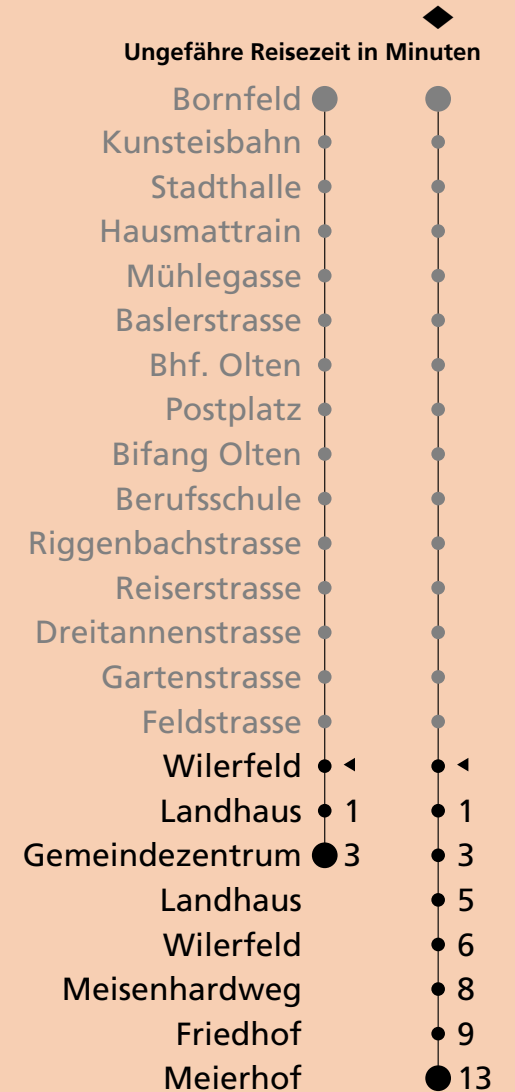 Ungefähre Reisezeit in Minuten
Bornfeld
Kunsteisbahn
Stadthalle
Hausmattrain
Mühlegasse
Baslerstrasse
Bhf. Olten
Postplatz
Bifang Olten
Berufsschule
Riggenbachstrasse
Reiserstrasse
Dreitannenstrasse
Gartenstrasse
Feldstrasse
Wilerfeld
Landhaus 1 1
Gemeindezentrum 3 3
Landhaus 5
Wilerfeld 6
Meisenhardweg 8
Friedhof 9
Meierhof 13